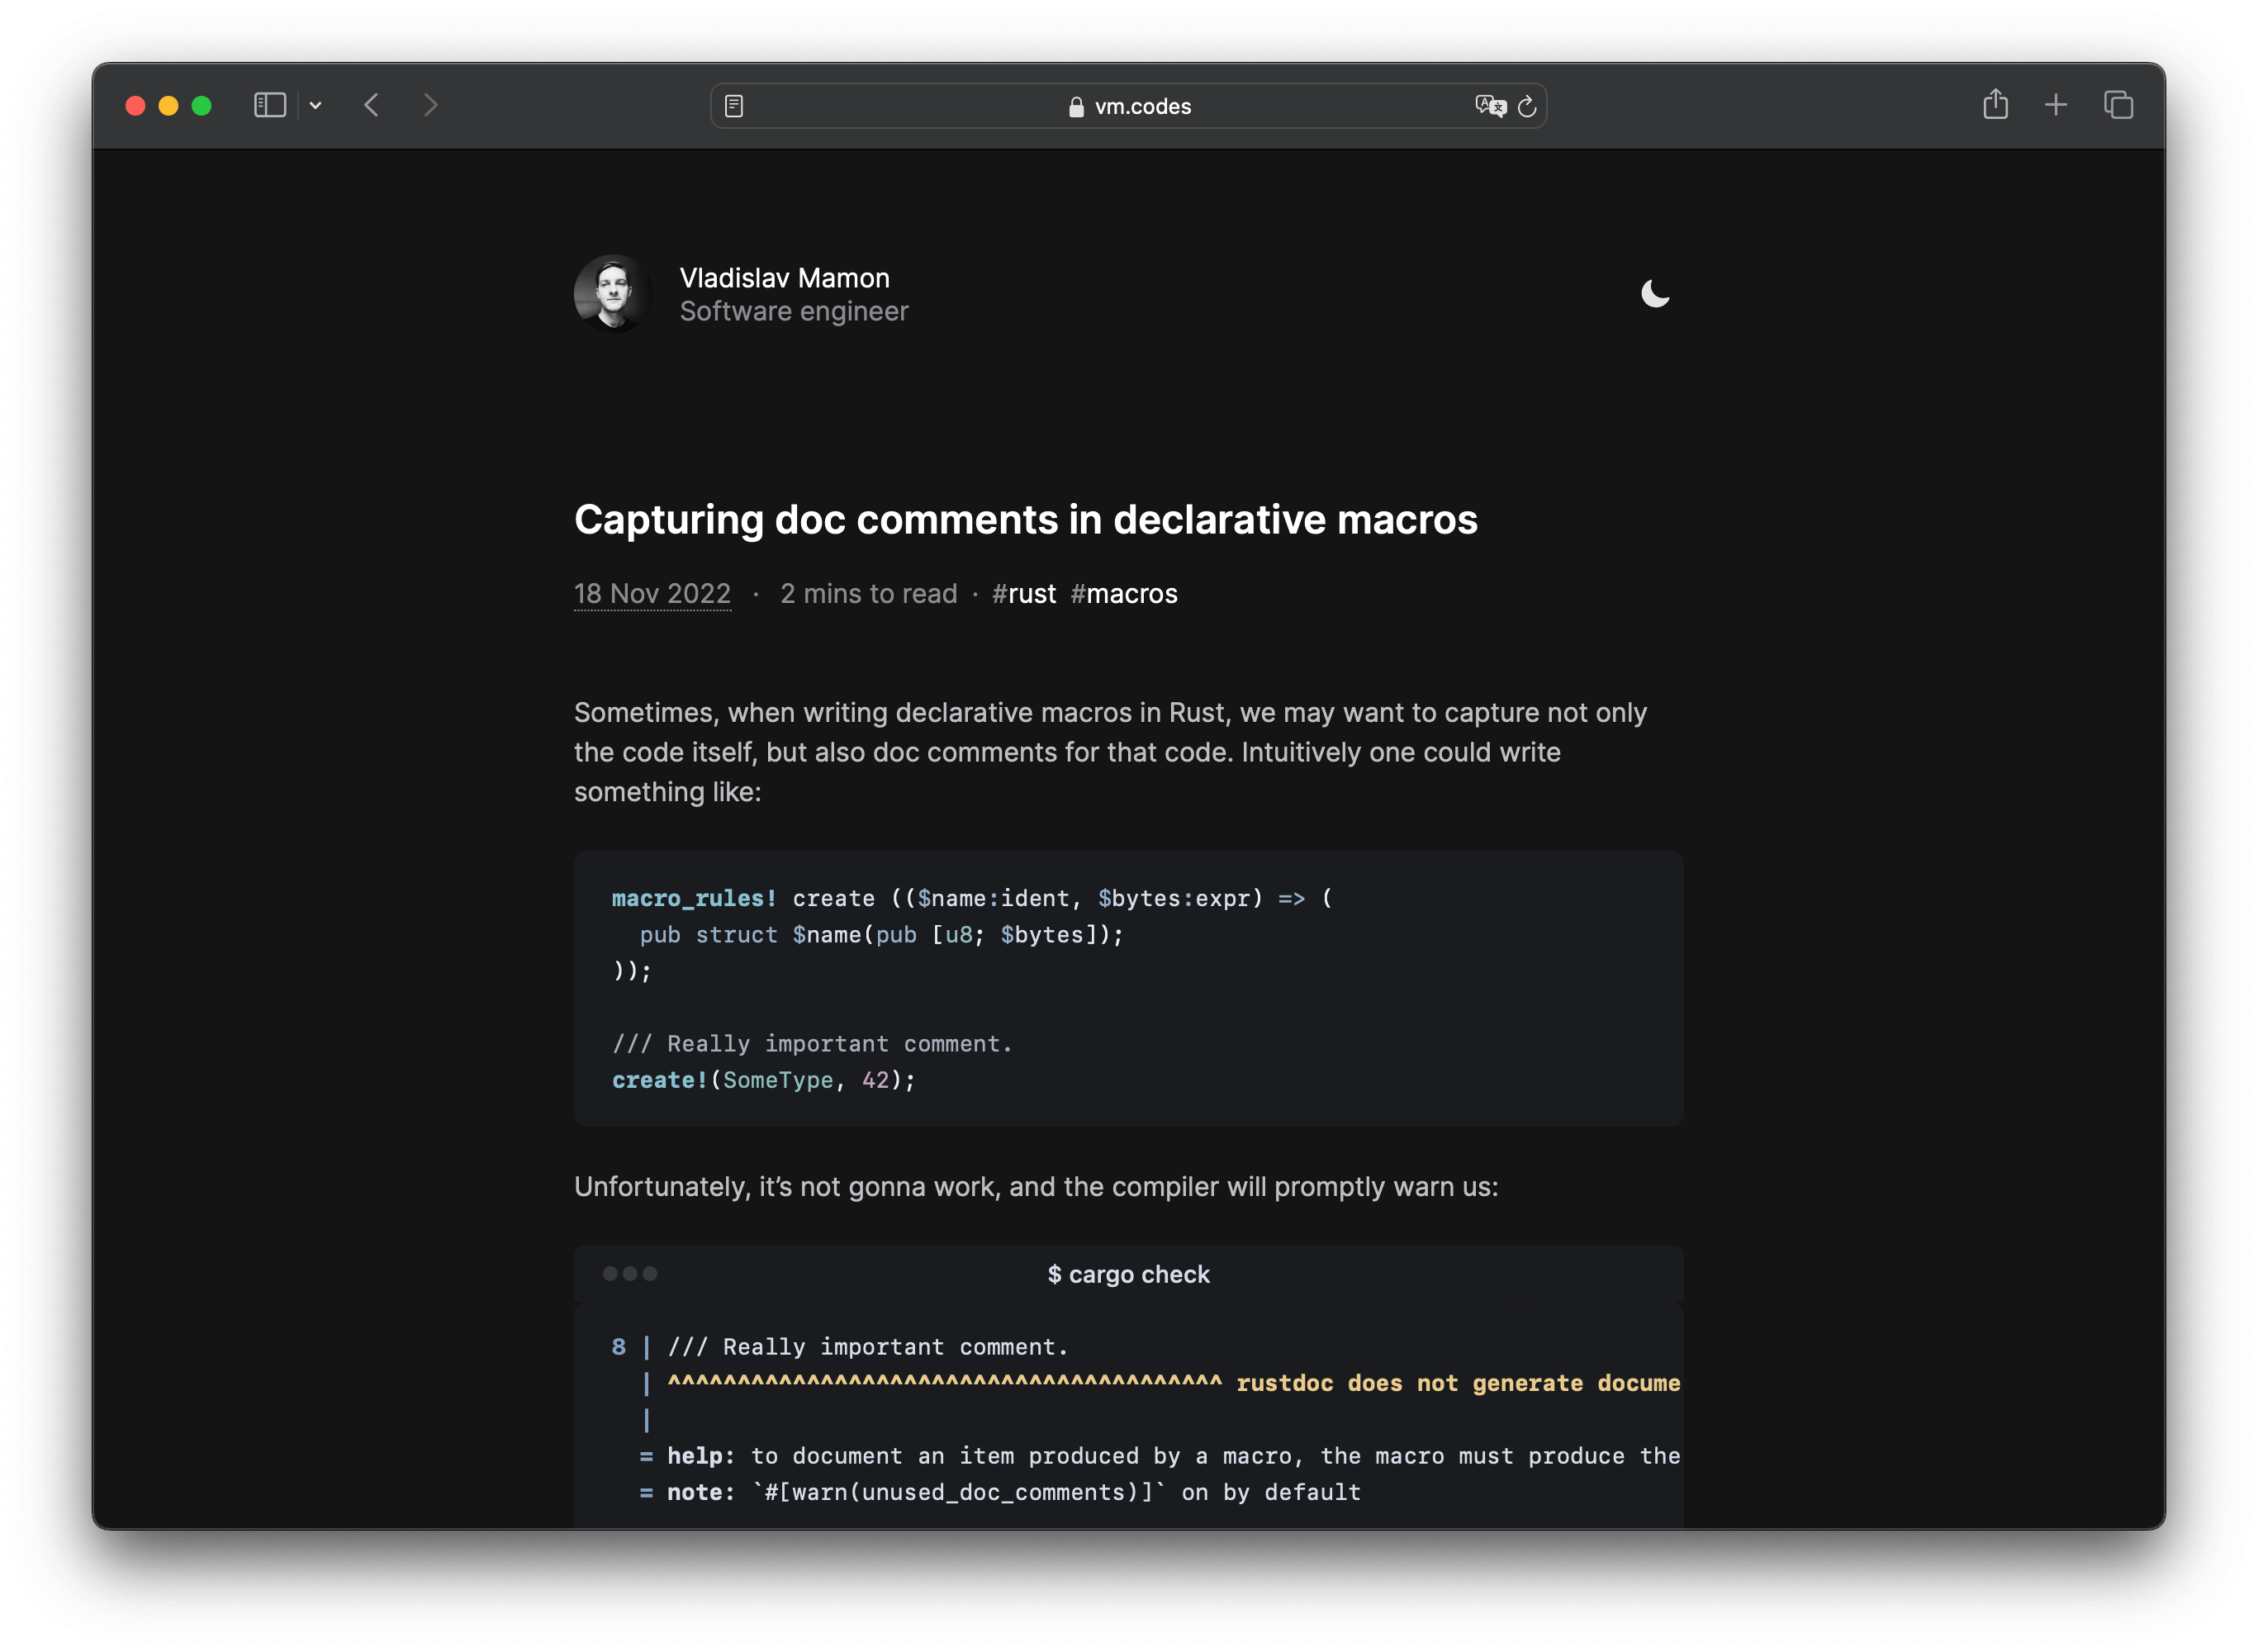 vm.codes
Vladislav Mamon
Software engineer
Capturing doc comments in declarative macros
18 Nov 2022 · 2 mins to read · #rust #macros
Sometimes, when writing declarative macros in Rust, we may want to capture not only
the code itself, but also doc comments for that code. Intuitively one could write
something like:
macro_rules! create (($name:ident, $bytes:expr) => (
  pub struct $name(pub [u8; $bytes]);
));
/// Really important comment.
create!(SomeType, 42);
Unfortunately, it’s not gonna work, and the compiler will promptly warn us:
$ cargo check
8 | /// Really important comment.
  | ^^^^^^^^^^^^^^^^^^^^^^^^^^^^^^^^^^^^^^^^ rustdoc does not generate docume
  |
  = help: to document an item produced by a macro, the macro must produce the
  = note: `#[warn(unused_doc_comments)]` on by default